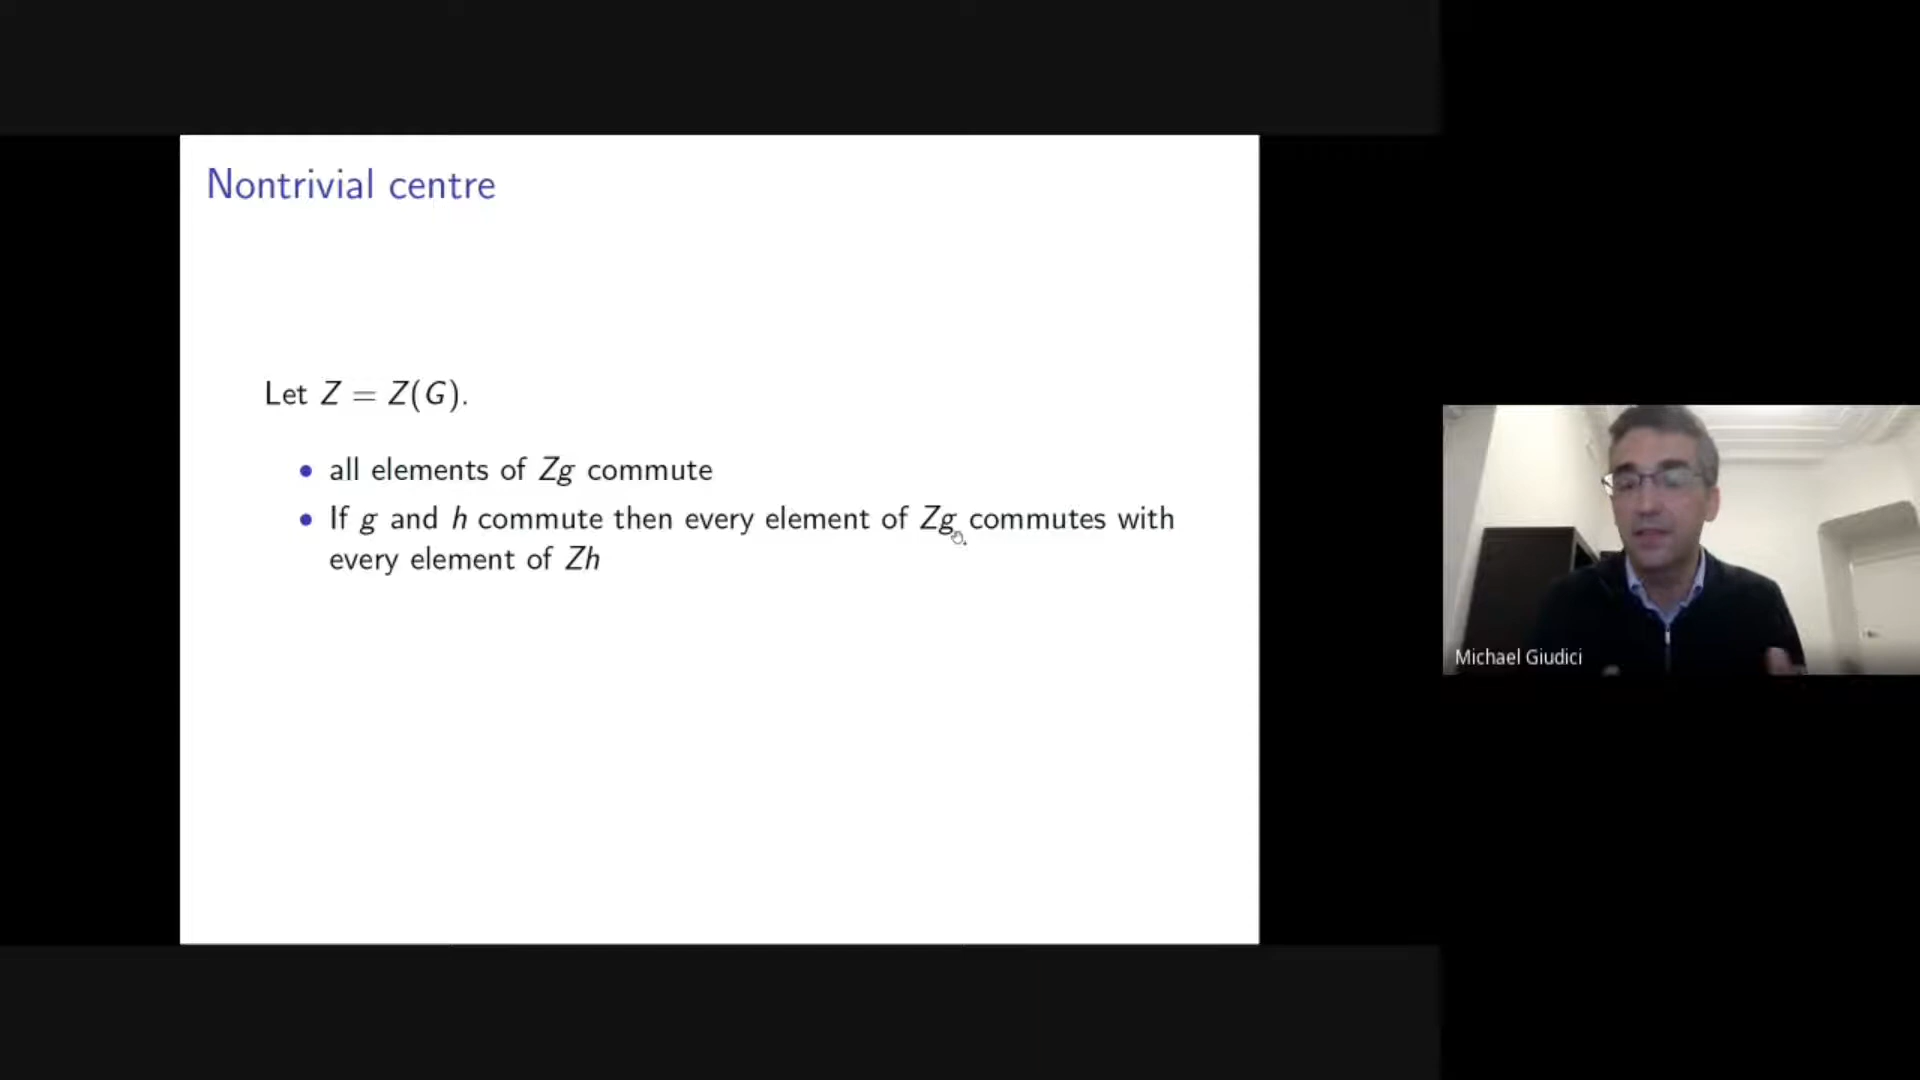 Nontrivial centre
Let Z = Z(G).
• all elements of Zg commute
• If g and h commute then every element of Zg commutes with
every element of Zh
Michael Giudici